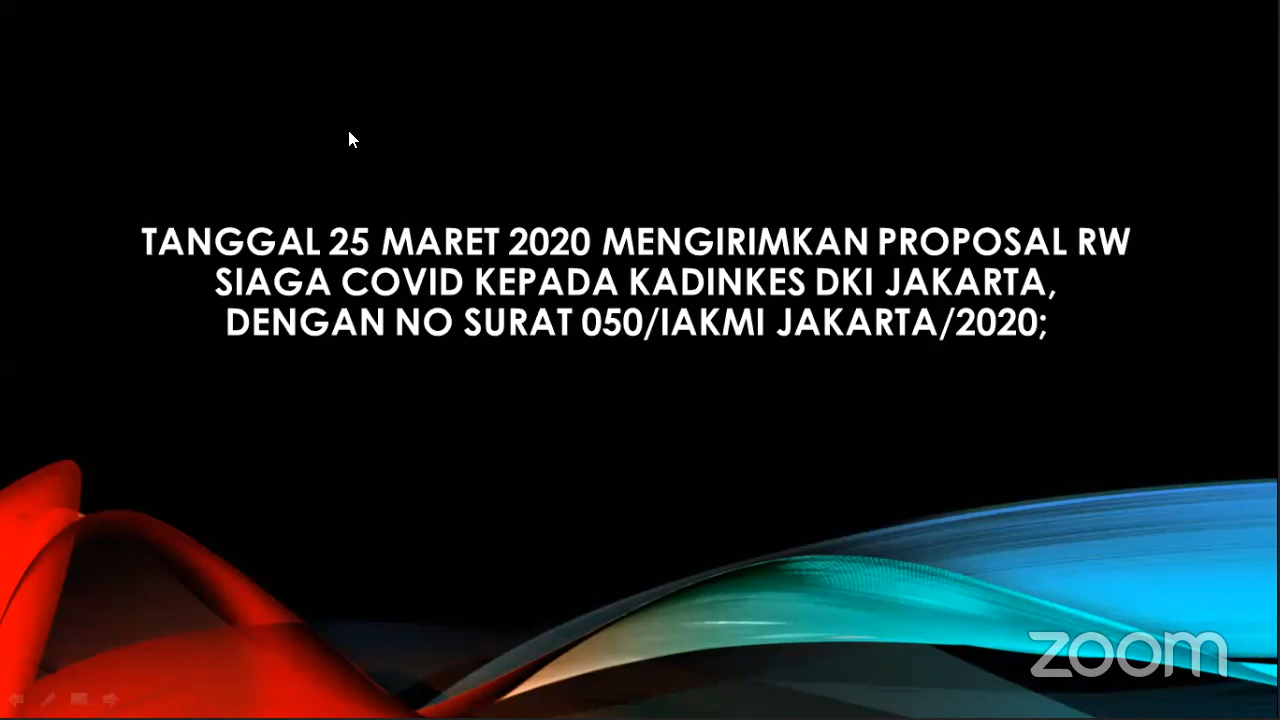 TANGGAL 25 MARET 2020 MENGIRIMKAN PROPOSAL RW
SIAGA COVID KEPADA KADINKES DKI JAKARTA,
DENGAN NO SURAT 050/IAKMI JAKARTA/2020;
zoom